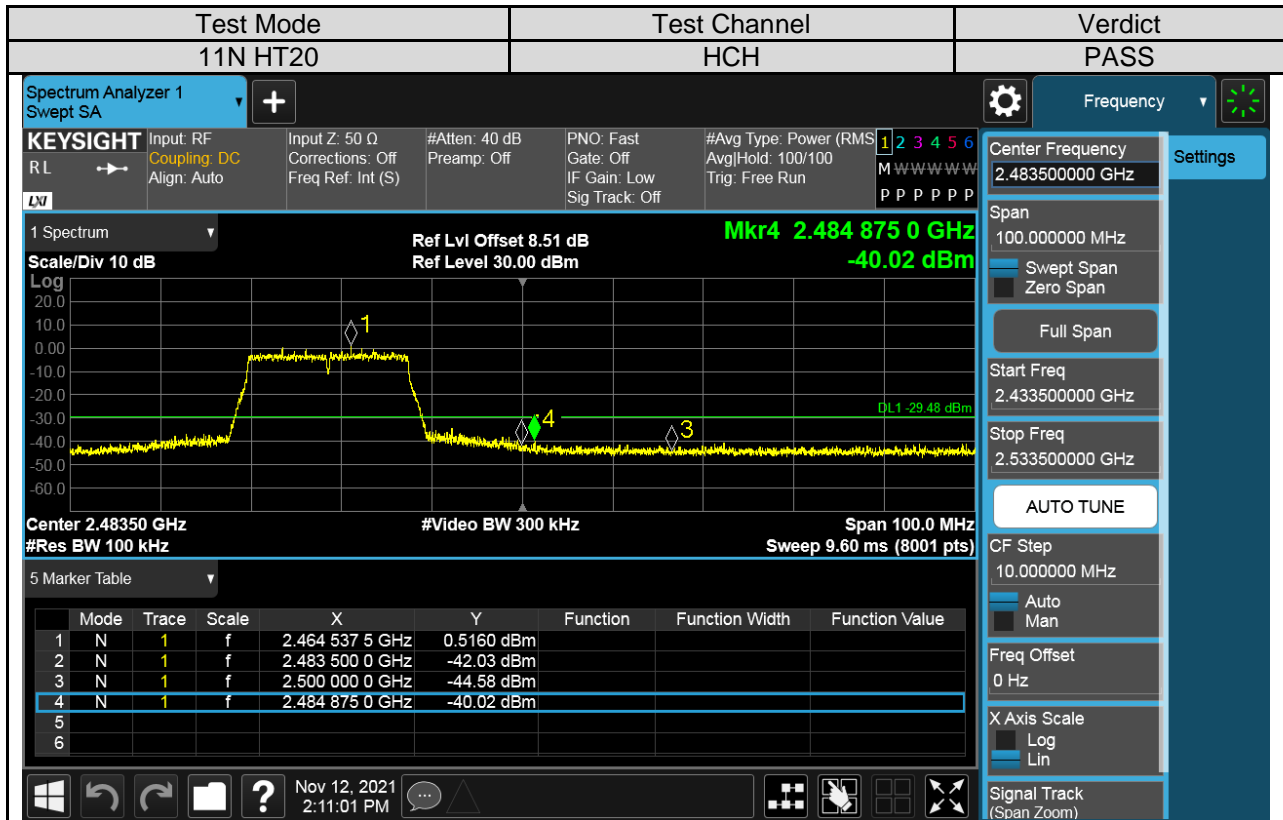 Test Mode Test Channel Verdict
11N HT20 HCH PASS
Spectrum Analyzer 1
Swept SA
+
Frequency
KEYSIGHT
RL
LXI
Input: RF
Coupling: DC
Align: Auto
Input Z: 50 Ω
Corrections: Off
Freq Ref: Int (S)
#Atten: 40 dB
Preamp: Off
PNO: Fast
Gate: Off
IF Gain: Low
Sig Track: Off
#Avg Type: Power (RMS
Avg|Hold: 100/100
Trig: Free Run
1 2 3 4 5 6
M W W W W W
P P P P P P
1 Spectrum
Scale/Div 10 dB
Ref Lvl Offset 8.51 dB
Ref Level 30.00 dBm
Mkr4 2.484 875 0 GHz
-40.02 dBm
Log
20.0
10.0
0.00
-10.0
-20.0
-30.0
-40.0
-50.0
-60.0
1
4
3
DL1 -29.48 dBm
Center 2.48350 GHz #Video BW 300 kHz Span 100.0 MHz
#Res BW 100 kHz Sweep 9.60 ms (8001 pts)
5 Marker Table
Mode Trace Scale X Y Function Function Width Function Value
1 N 1 f 2.464 537 5 GHz 0.5160 dBm
2 N 1 f 2.483 500 0 GHz -42.03 dBm
3 N 1 f 2.500 000 0 GHz -44.58 dBm
4 N 1 f 2.484 875 0 GHz -40.02 dBm
5
6
?
Nov 12, 2021
2:11:01 PM
Center Frequency
2.483500000 GHz
Settings
Span
100.000000 MHz
Swept Span
Zero Span
Full Span
Start Freq
2.433500000 GHz
Stop Freq
2.533500000 GHz
AUTO TUNE
CF Step
10.000000 MHz
Auto
Man
Freq Offset
0 Hz
X Axis Scale
Log
Lin
Signal Track
(Span Zoom)